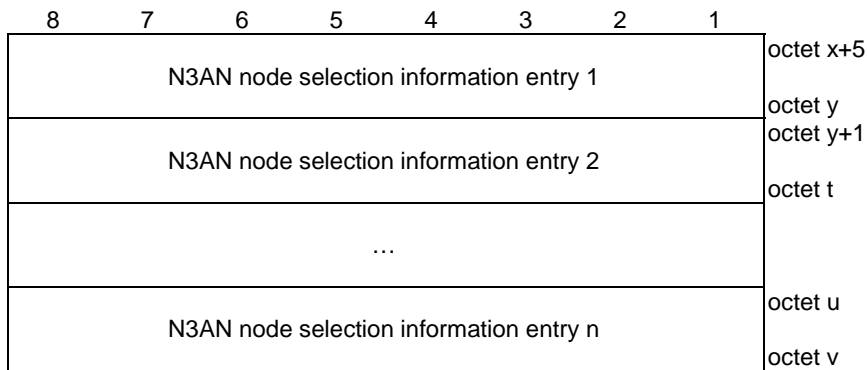 8 7 6 5 4 3 2 1
octet x+5
N3AN node selection information entry 1
octet y
octet y+1
N3AN node selection information entry 2
octet t
…
octet u
N3AN node selection information entry n
octet v